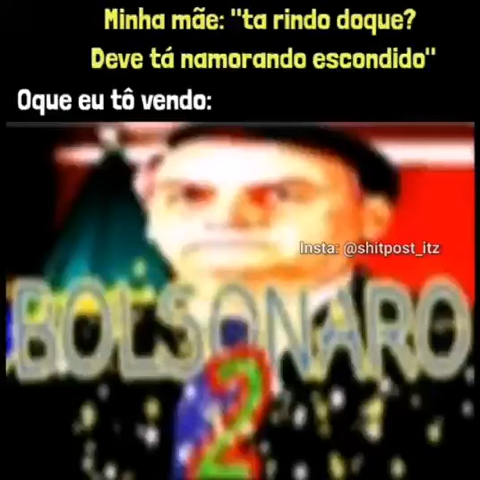 Minha mãe: "ta rindo doque?
Deve tá namorando escondido"
Oque eu tô vendo:
Insta: @shitpost_itz
BOLSONARO
2